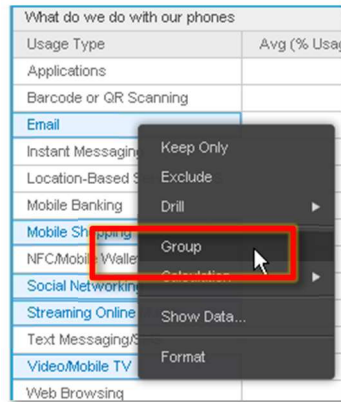 What do we do with our phones
Usage Type Avg (% Usag
Applications
Barcode or QR Scanning
Email
Instant Messaging
Location-Based S
Mobile Banking
Mobile Shopping
NFC/Mobile Walle
Social Networkin
Streaming Online
Text Messaging/S
Video/Mobile TV
Web Browsing
Keep Only
Exclude
Drill
Group
Calculation
Show Data...
Format